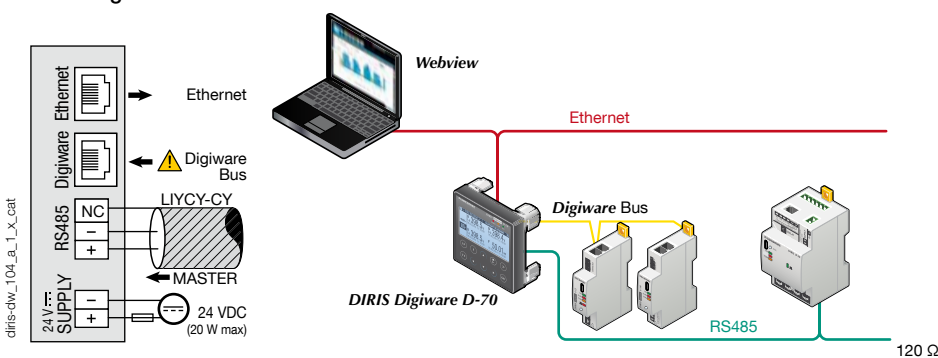 Ethernet
Digiware
RS485
NC
–
+
24 V
SUPPLY
–
+
diris-dw_104_a_1_x_cat
Ethernet
Digiware
Bus
LIYCY-CY
MASTER
24 VDC
(20 W max)
Webview
Ethernet
Digiware Bus
DIRIS Digiware D-70
RS485
120 Ω